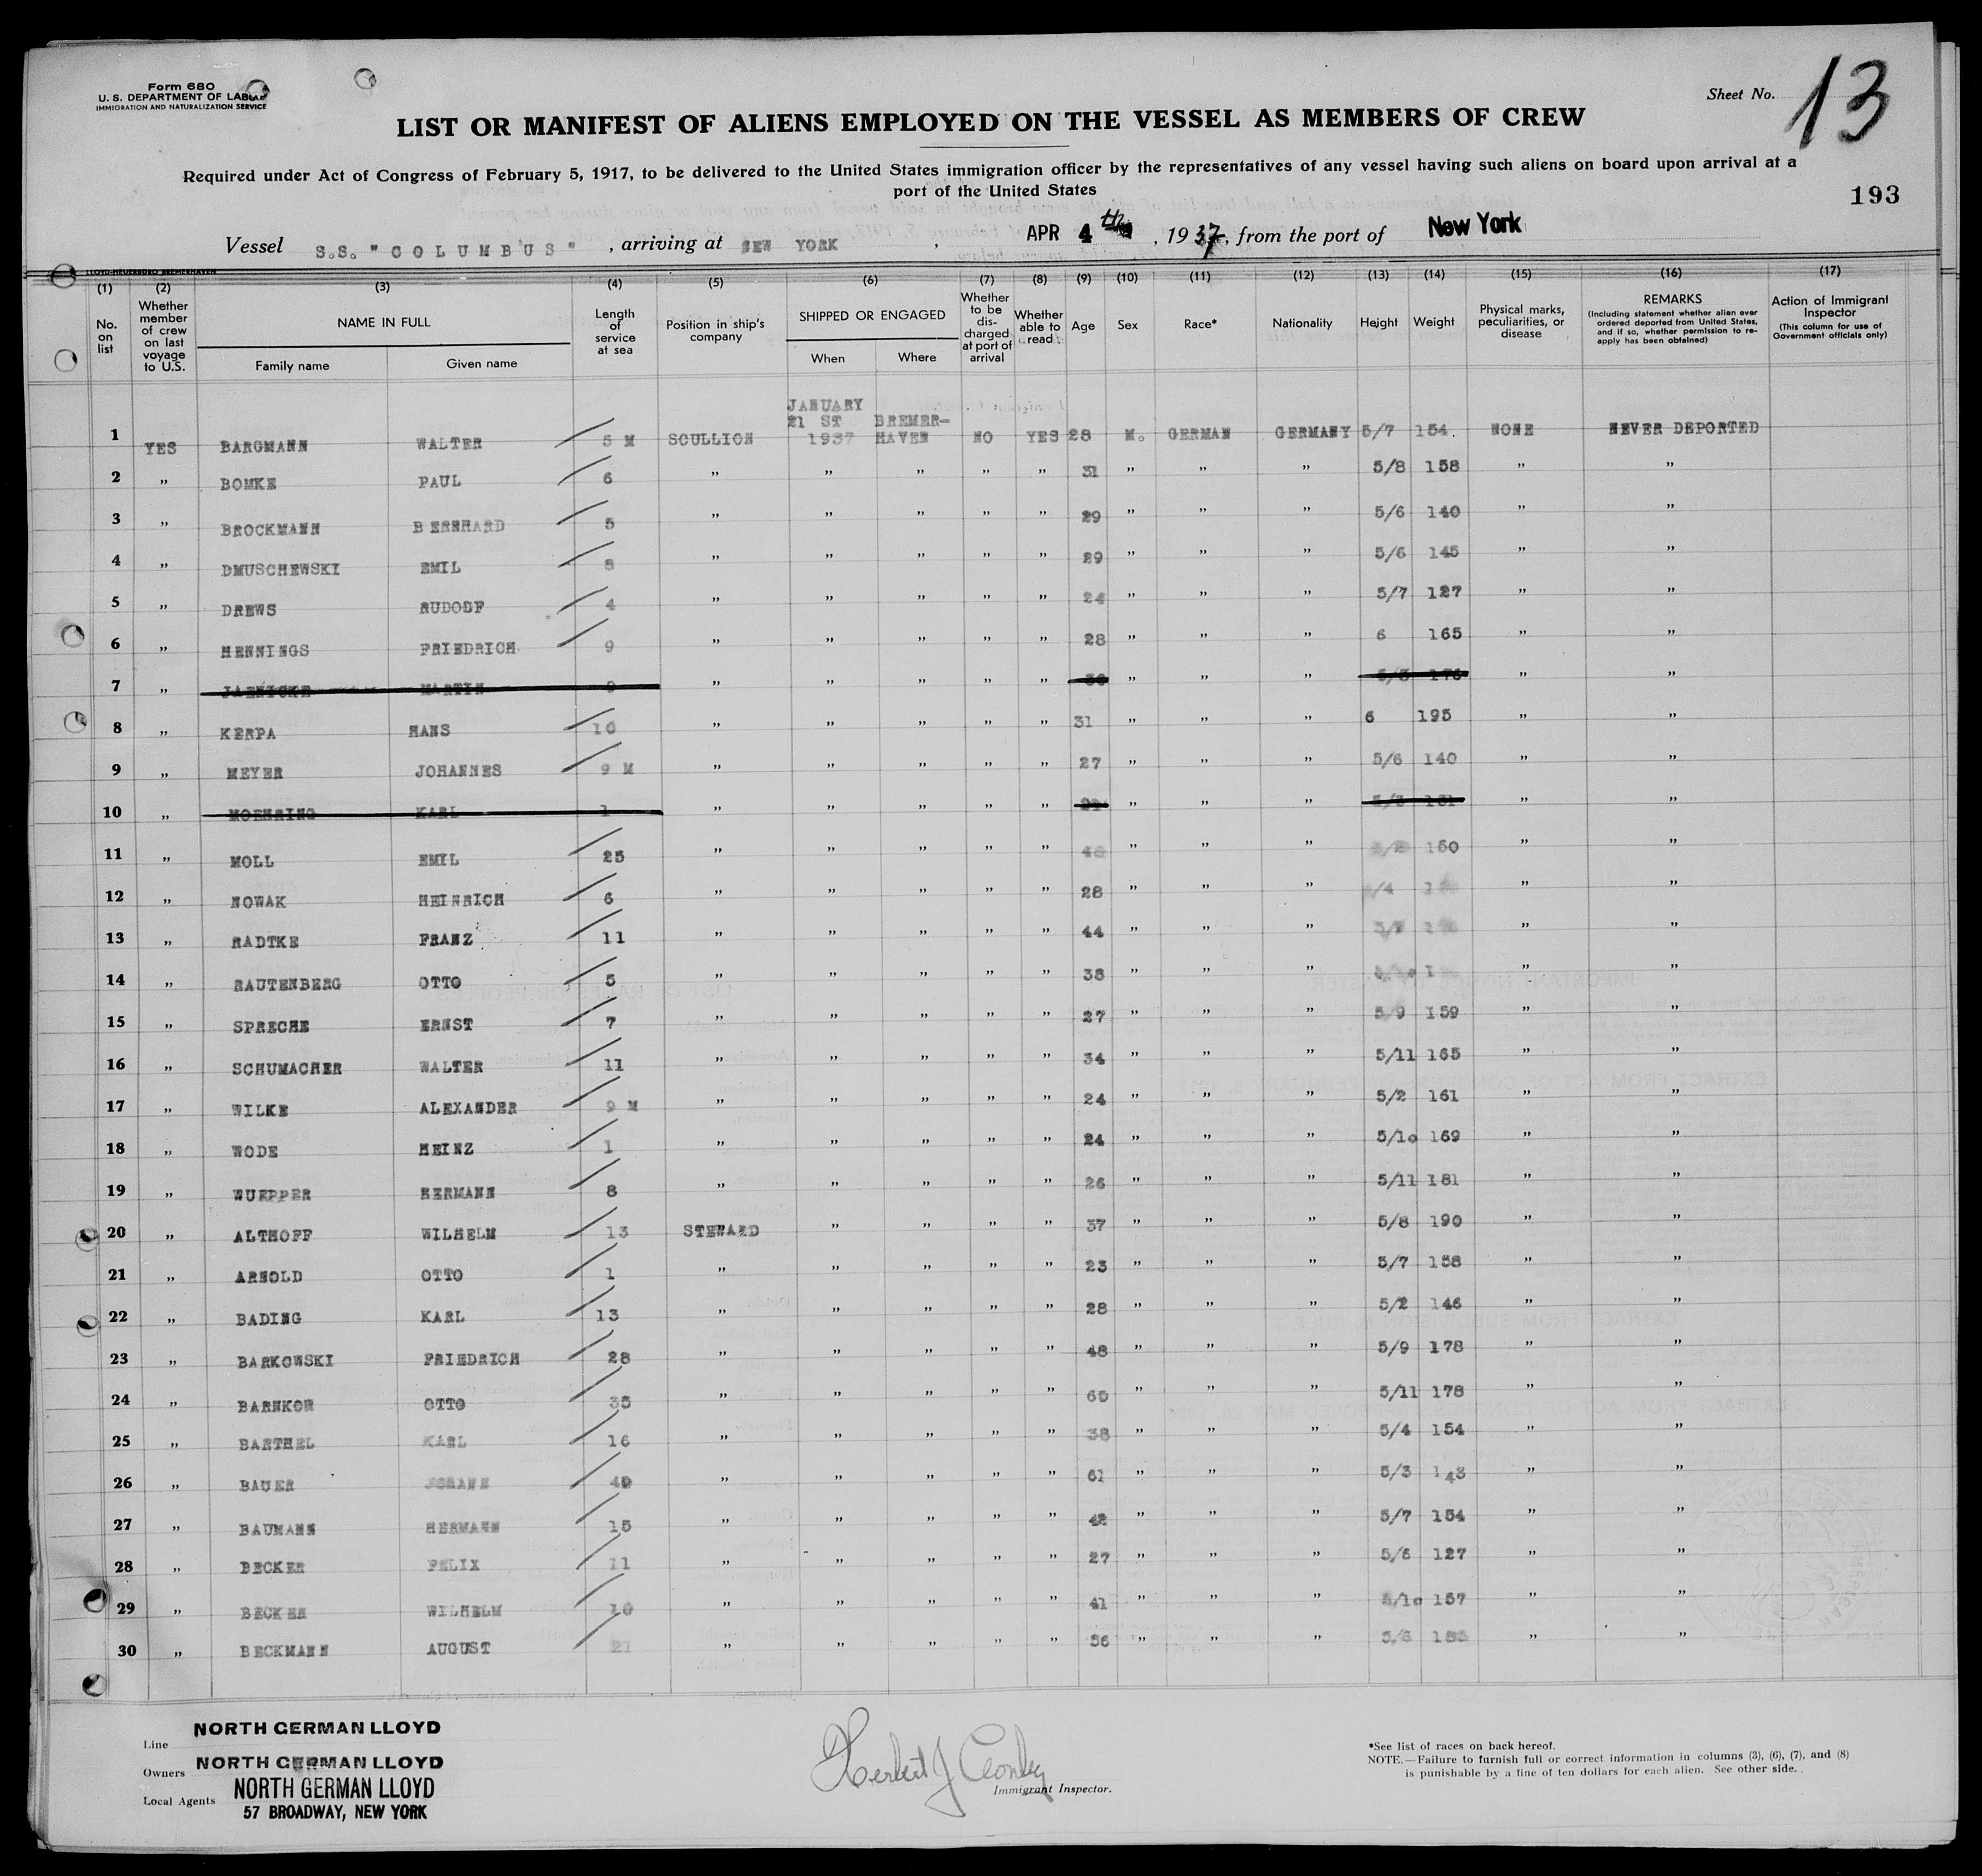 Form 680
U. S. DEPARTMENT OF LABOR
IMMIGRATION AND NATURALIZATION SERVICE
Sheet No. 13
LIST OR MANIFEST OF ALIENS EMPLOYED ON THE VESSEL AS MEMBERS OF CREW
Required under Act of Congress of February 5, 1917, to be delivered to the United States immigration officer by the representatives of any vessel having such aliens on board upon arrival at a
port of the United States
193
Vessel S.S. "COLUMBUS", arriving at NEW YORK, APR 4th, 1937, from the port of New York
(1) (2) (3) (4) (5) (6) (7) (8) (9) (10) (11) (12) (13) (14) (15) (16) (17)
No. on list
Whether member of crew on last voyage to U.S.
NAME IN FULL
Family name
Given name
Length of service at sea
Position in ship's company
SHIPPED OR ENGAGED
When
Where
Whether to be discharged at port of arrival
Whether able to read
Age
Sex
Race*
Nationality
Height
Weight
Physical marks, peculiarities, or disease
REMARKS
(Including statement whether alien ever ordered deported from United States, and if so, whether permission to re-apply has been obtained)
Action of Immigrant Inspector
(This column for use of Government officials only)
1 YES BARGMANN WALTER 5 M SCULLION JANUARY 21 ST 1937 BREMER-HAVEN NO YES 28 M. GERMAN GERMANY 5/7 154. NONE NEVER DEPORTED
2 " BOMKE PAUL 6 " " " " " 31 " " " 5/8 158 " "
3 " BROCKMANN BERNHARD 5 " " " " " 29 " " " 5/6 140 " "
4 " DMUSCHEWSKI EMIL 8 " " " " " 29 " " " 5/6 145 " "
5 " DREWS RUDOLF 4 " " " " " 24 " " " 5/7 127 " "
6 " HENNINGS FRIEDRICH 9 " " " " " 28 " " " 6 165 " "
7 " JAENICKE MARTIN " " " " " " " " " "
8 " KERPA HANS 10 " " " " " 31 " " " 6 195 " "
9 " MEYER JOHANNES 9 M " " " " " 27 " " " 5/6 140 " "
10 " MOEHRING KARL 1 " " " " " " " " " "
11 " MOLL EMIL 25 " " " " " " " " 150 " "
12 " NOWAK HEINRICH 6 " " " " " 28 " " " " "
13 " RADTKE FRANZ 11 " " " " " 44 " " " " "
14 " RAUTENBERG OTTO 5 " " " " " 38 " " " " "
15 " SPRECHE ERNST 7 " " " " " 27 " " " 5/9 159 " "
16 " SCHUMACHER WALTER 11 " " " " " 34 " " " 5/11 165 " "
17 " WILKE ALEXANDER 9 M " " " " " 24 " " " 5/2 161 " "
18 " WODE HEINZ 1 " " " " " 24 " " " 5/10 169 " "
19 " WUEPPER HERMANN 8 " " " " " 26 " " " 5/11 181 " "
20 " ALTHOFF WILHELM 13 STEWARD " " " " 37 " " " 5/8 190 " "
21 " ARNOLD OTTO 1 " " " " " 23 " " " 5/7 158 " "
22 " BADING KARL 13 " " " " " 28 " " " 5/2 146 " "
23 " BARKOWSKI FRIEDRICH 28 " " " " " 48 " " " 5/9 178 " "
24 " BARNKOW OTTO 35 " " " " " 60 " " " 5/11 178 " "
25 " BARTHEL KARL 16 " " " " " 38 " " " 5/4 154 " "
26 " BAUER JOHANN 40 " " " " " 61 " " " 5/3 143 " "
27 " BAUMANN HERMANN 15 " " " " " " " " 5/7 154 " "
28 " BECKER FELIX 11 " " " " " 27 " " " 5/6 127 " "
29 " BECKER WILHELM 10 " " " " " 41 " " " 5/10 157 " "
30 " BECKMANN AUGUST 21 " " " " " 56 " " " 5/6 " "
Line NORTH GERMAN LLOYD
Owners NORTH GERMAN LLOYD
Local Agents NORTH GERMAN LLOYD
57 BROADWAY, NEW YORK
Herbert J Conley
Immigrant Inspector.
*See list of races on back hereof.
NOTE.—Failure to furnish full or correct information in columns (3), (6), (7), and (8)
is punishable by a fine of ten dollars for each alien. See other side.